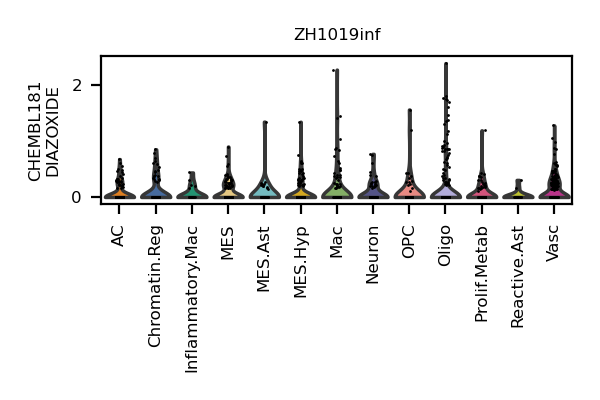 ZH1019inf
CHEMBL181
DIAZOXIDE
2
0
AC
Chromatin.Reg
Inflammatory.Mac
MES
MES.Ast
MES.Hyp
Mac
Neuron
OPC
Oligo
Prolif.Metab
Reactive.Ast
Vasc